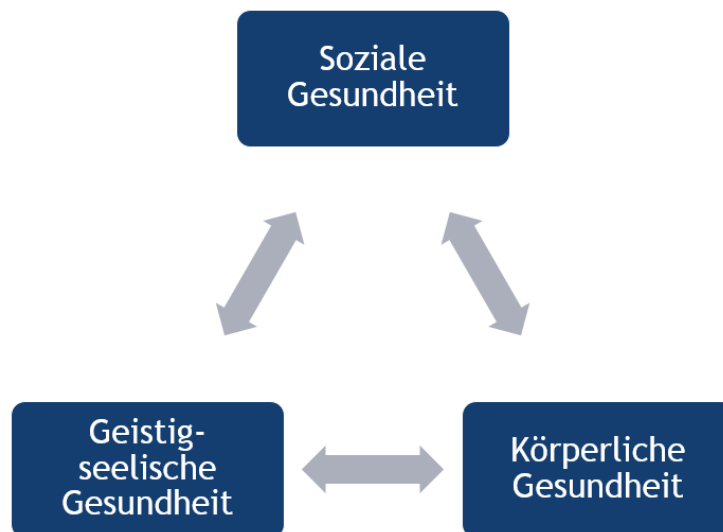 Soziale
Gesundheit
Geistig-
seelische
Gesundheit
Körperliche
Gesundheit